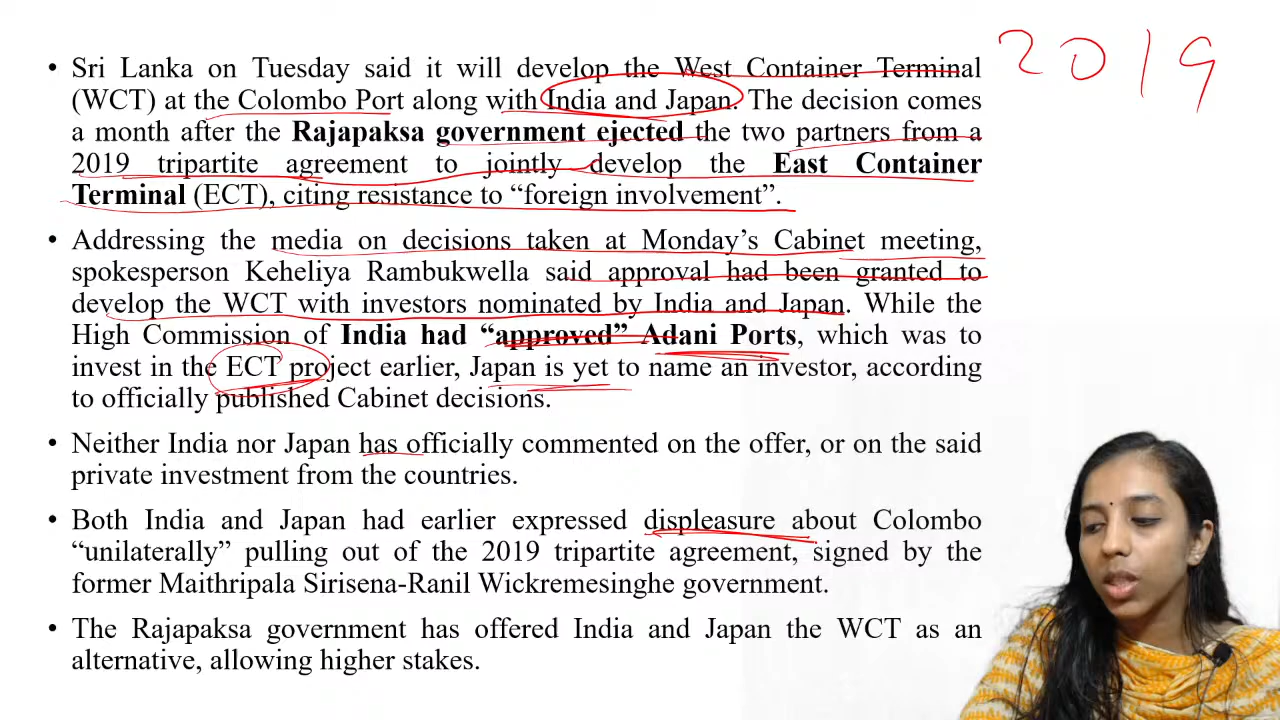 2019
• Sri Lanka on Tuesday said it will develop the West Container Terminal
(WCT) at the Colombo Port along with India and Japan. The decision comes
a month after the Rajapaksa government ejected the two partners from a
2019 tripartite agreement to jointly develop the East Container
Terminal (ECT), citing resistance to “foreign involvement”.
• Addressing the media on decisions taken at Monday’s Cabinet meeting,
spokesperson Keheliya Rambukwella said approval had been granted to
develop the WCT with investors nominated by India and Japan. While the
High Commission of India had “approved” Adani Ports, which was to
invest in the ECT project earlier, Japan is yet to name an investor, according
to officially published Cabinet decisions.
• Neither India nor Japan has officially commented on the offer, or on the said
private investment from the countries.
• Both India and Japan had earlier expressed displeasure about Colombo
“unilaterally” pulling out of the 2019 tripartite agreement, signed by the
former Maithripala Sirisena-Ranil Wickremesinghe government.
• The Rajapaksa government has offered India and Japan the WCT as an
alternative, allowing higher stakes.